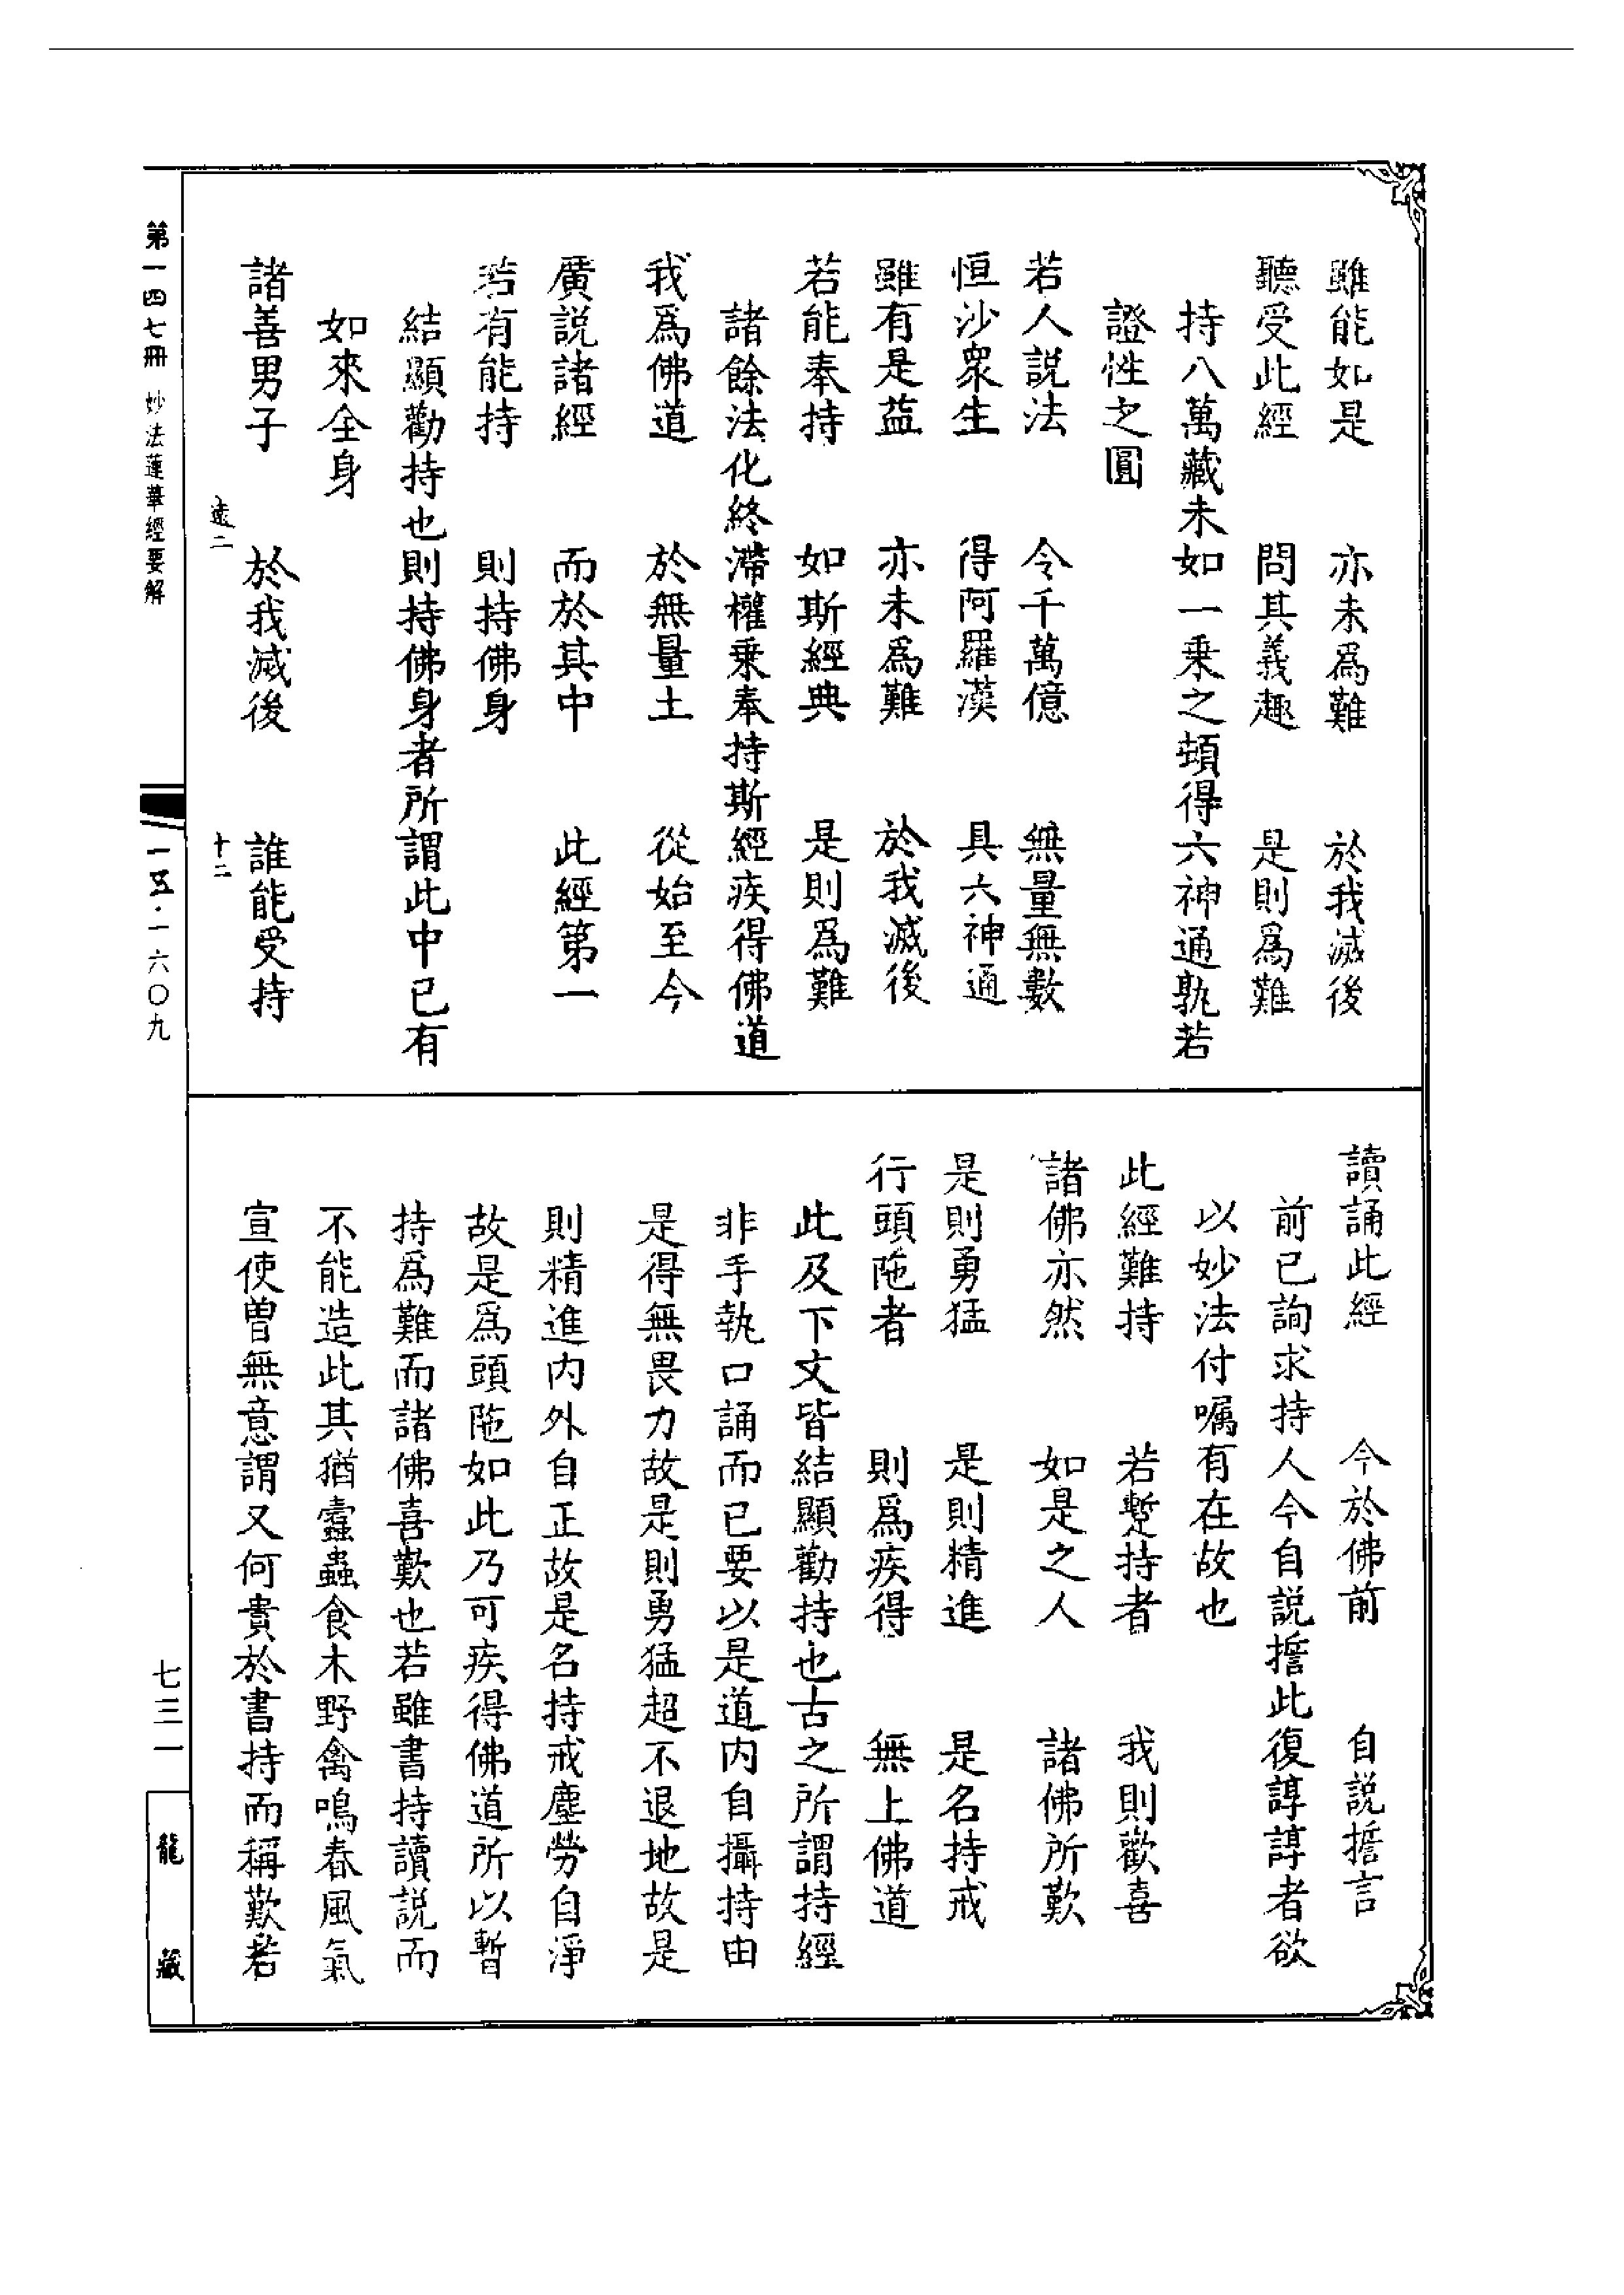 雖能如是　亦未爲難　於我滅後
聽受此經　問其義趣　是則爲難
持八萬藏未如一乘之頓得六神通孰若
證性之圓
若人說法　令千萬億　無量無數
恒沙眾生　得阿羅漢　具六神通
雖有是益　亦未爲難　於我滅後
若能奉持　如斯經典　是則爲難
諸餘法化終滯權乘奉持斯經疾得佛道
我爲佛道　於無量土　從始至今
廣說諸經　而於其中　此經第一
若有能持　則持佛身
結顯勸持也則持佛身者所謂此中已有
如來全身
諸善男子　於我滅後　誰能受持
遠二　十二
讀誦此經　今於佛前　自說誓言
前已詢求持人今自說誓此復諄諄者欲
以妙法付囑有在故也
此經難持　若暫持者　我則歡喜
諸佛亦然　如是之人　諸佛所歎
是則勇猛　是則精進　是名持戒
行頭陁者　則爲疾得　無上佛道
此及下文皆結顯勸持也古之所謂持經
非手執口誦而已要以是道內自攝持由
是得無畏力故是則勇猛超不退地故是
則精進內外自正故是名持戒塵勞自淨
故是爲頭陁如此乃可疾得佛道所以暫
持爲難而諸佛喜歎也若雖書持讀說而
不能造此其猶蠧蟲食木野禽鳴春風氣
宣使曾無意謂又何貴於書持而稱歎若
第一四七冊　妙法蓮華經要解
一五·一六〇九
七三一
龍藏